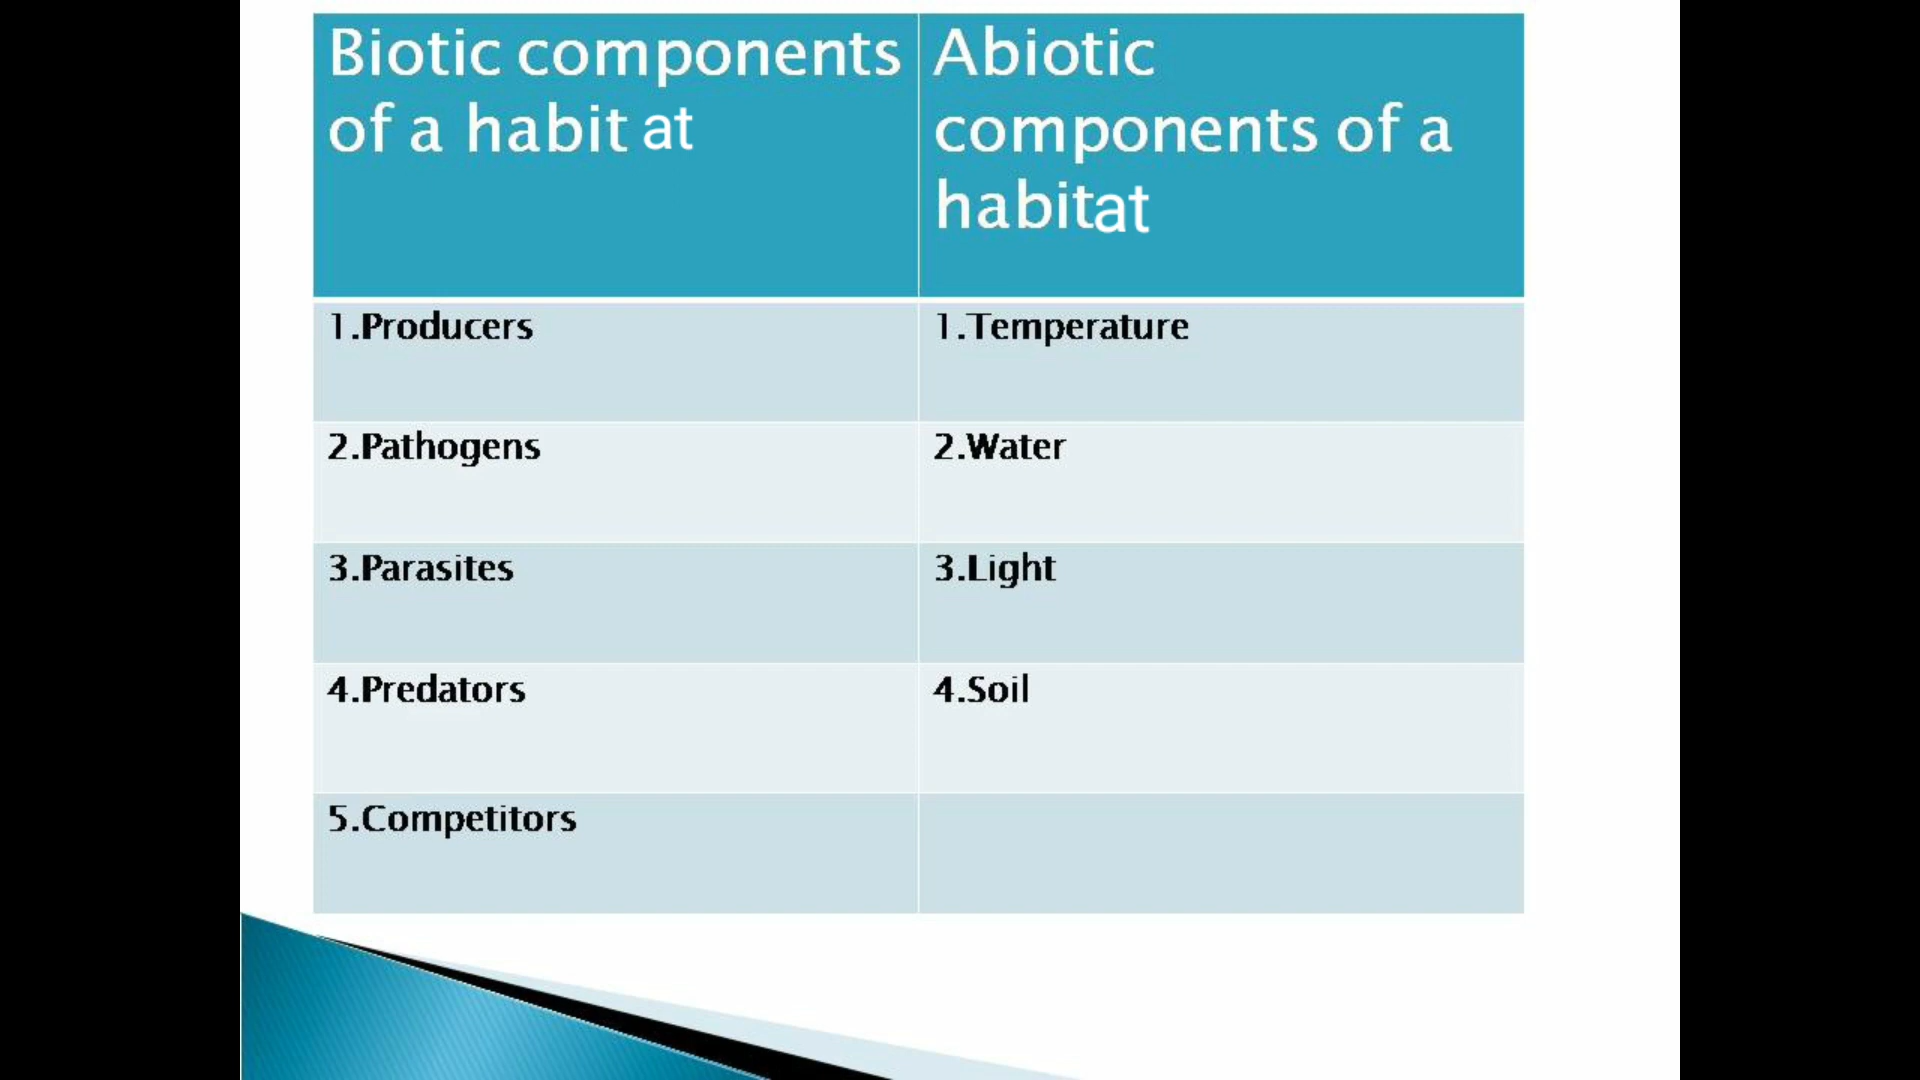 Biotic components
of a habit at
Abiotic
components of a
habitat
1.Producers
1.Temperature
2.Pathogens
2.Water
3.Parasites
3.Light
4.Predators
4.Soil
5.Competitors